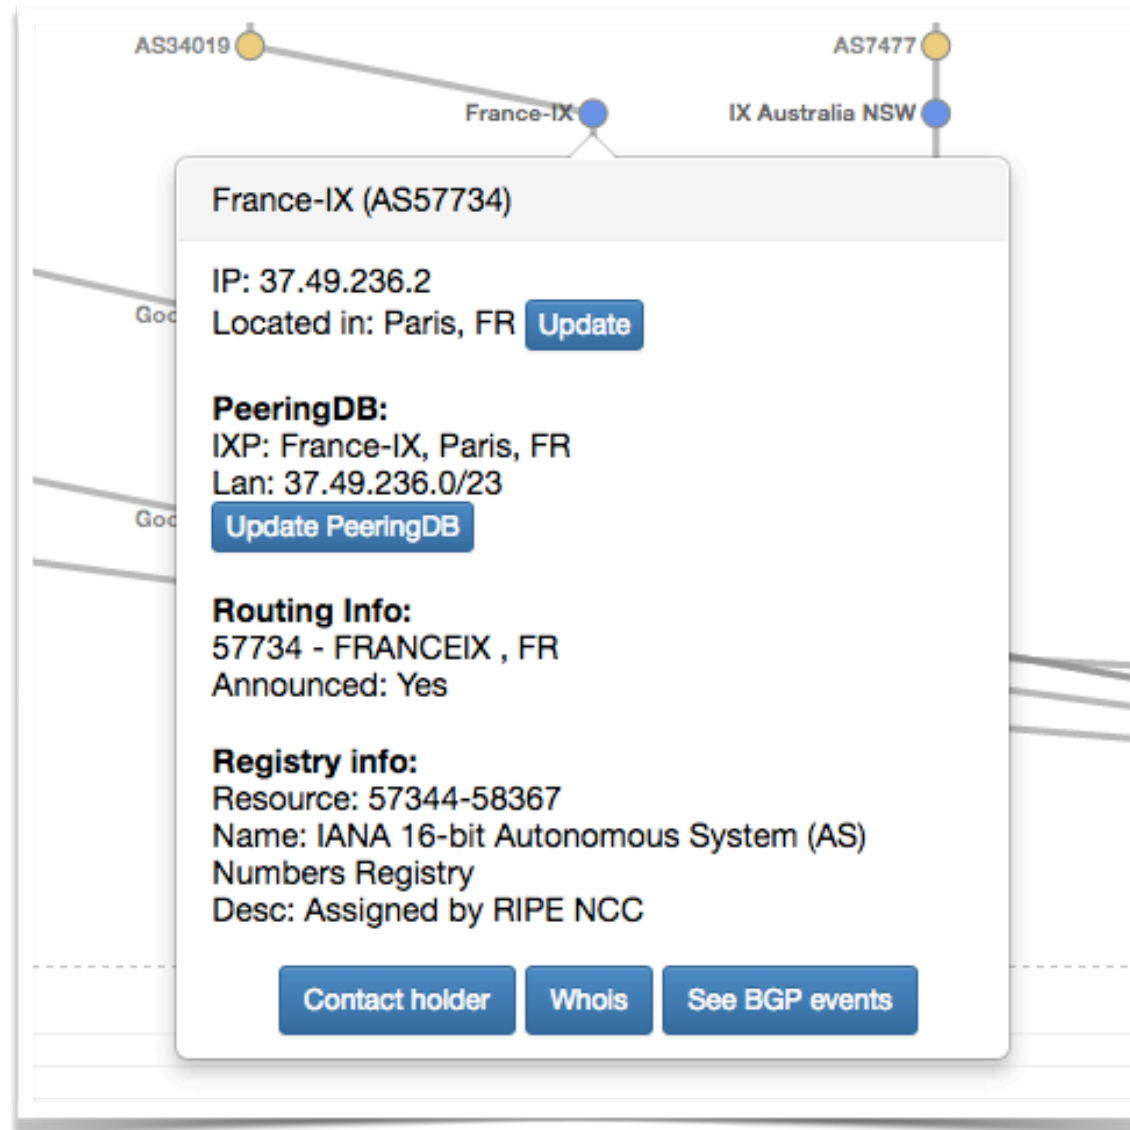 AS34019
AS7477
France-IX
IX Australia NSW
France-IX (AS57734)
IP: 37.49.236.2
Located in: Paris, FR Update
Goo
PeeringDB:
IXP: France-IX, Paris, FR
Lan: 37.49.236.0/23
Goo
Update PeeringDB
Routing Info:
57734 - FRANCEIX , FR
Announced: Yes
Registry info:
Resource: 57344-58367
Name: IANA 16-bit Autonomous System (AS)
Numbers Registry
Desc: Assigned by RIPE NCC
Contact holder
Whois
See BGP events